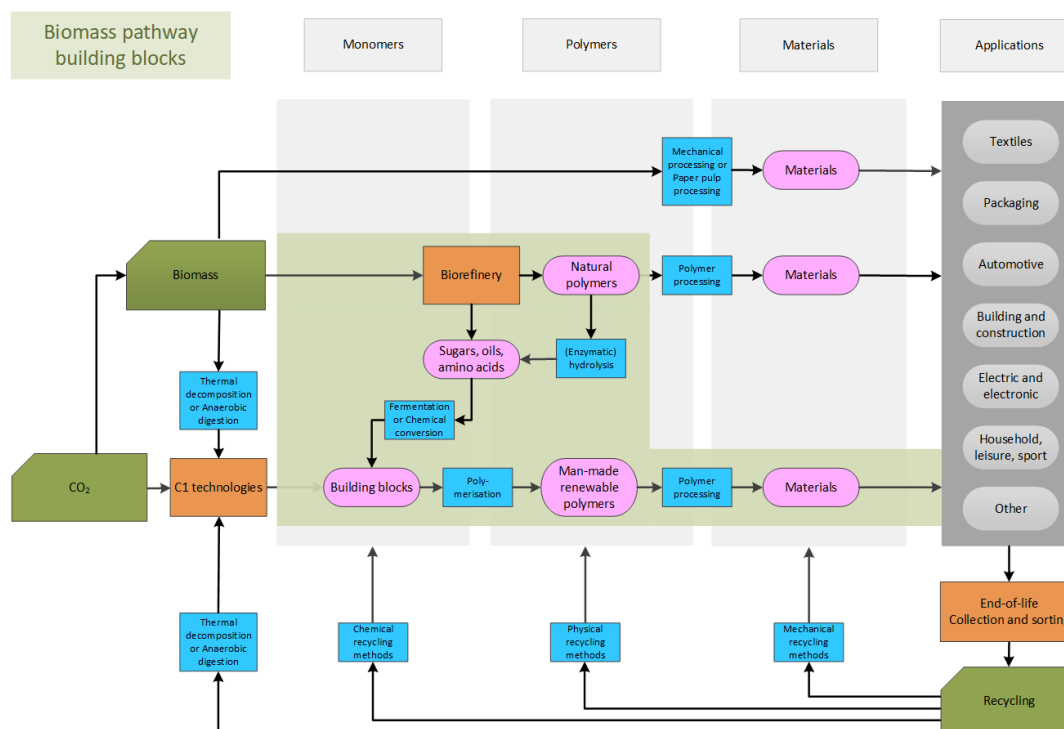 Biomass pathway
building blocks
Monomers
Polymers
Materials
Applications
Textiles
Mechanical
processing or
Paper pulp
processing
Materials
Packaging
Biomass
Biorefinery
Natural
polymers
Polymer
processing
Materials
Automotive
Building and
construction
Sugars, oils,
amino acids
(Enzymatic)
hydrolysis
Electric and
electronic
Thermal
decomposition
or Anaerobic
digestion
Fermentation
or Chemical
conversion
Household,
leisure, sport
CO₂
C1 technologies
Building blocks
Poly-
merisation
Man-made
renewable
polymers
Polymer
processing
Materials
Other
End-of-life
Collection and sorting
Thermal
decomposition
or Anaerobic
digestion
Chemical
recycling
methods
Physical
recycling
methods
Mechanical
recycling
methods
Recycling